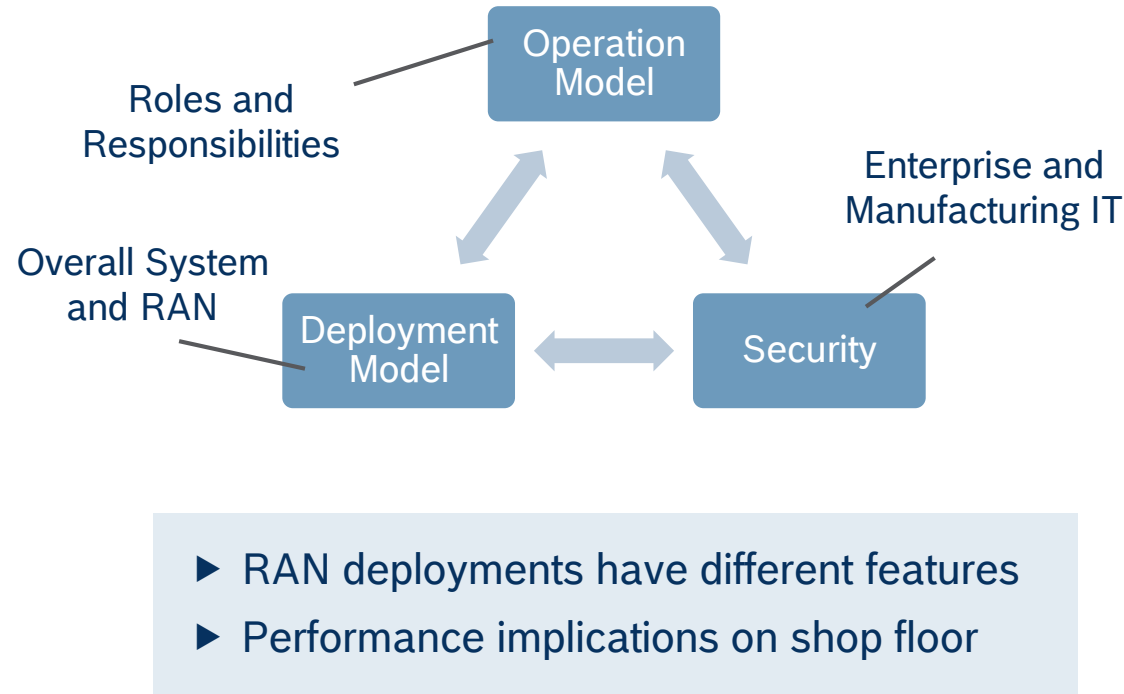 Operation
Model
Roles and
Responsibilities
Enterprise and
Manufacturing IT
Overall System
and RAN
Deployment
Model
Security
► RAN deployments have different features
► Performance implications on shop floor